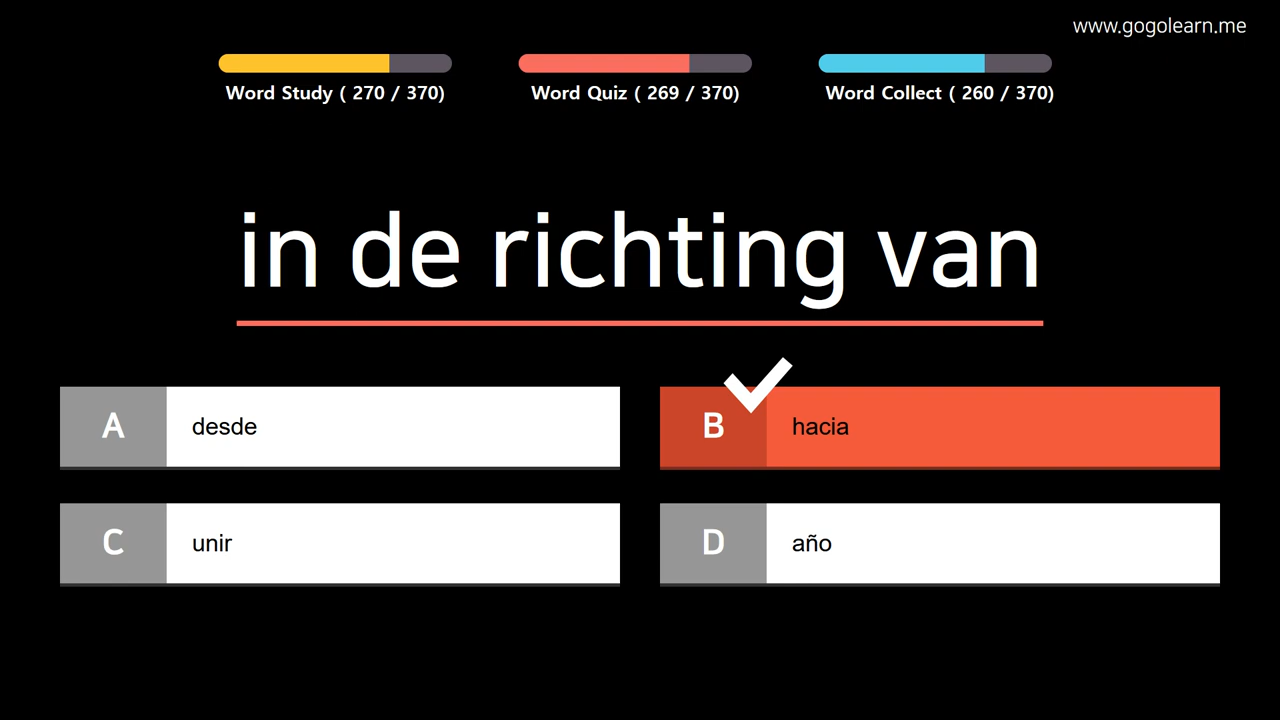 www.gogolearn.me
Word Study ( 270 / 370)
Word Quiz ( 269 / 370)
Word Collect ( 260 / 370)
in de richting van
A desde
B hacia
C unir
D año